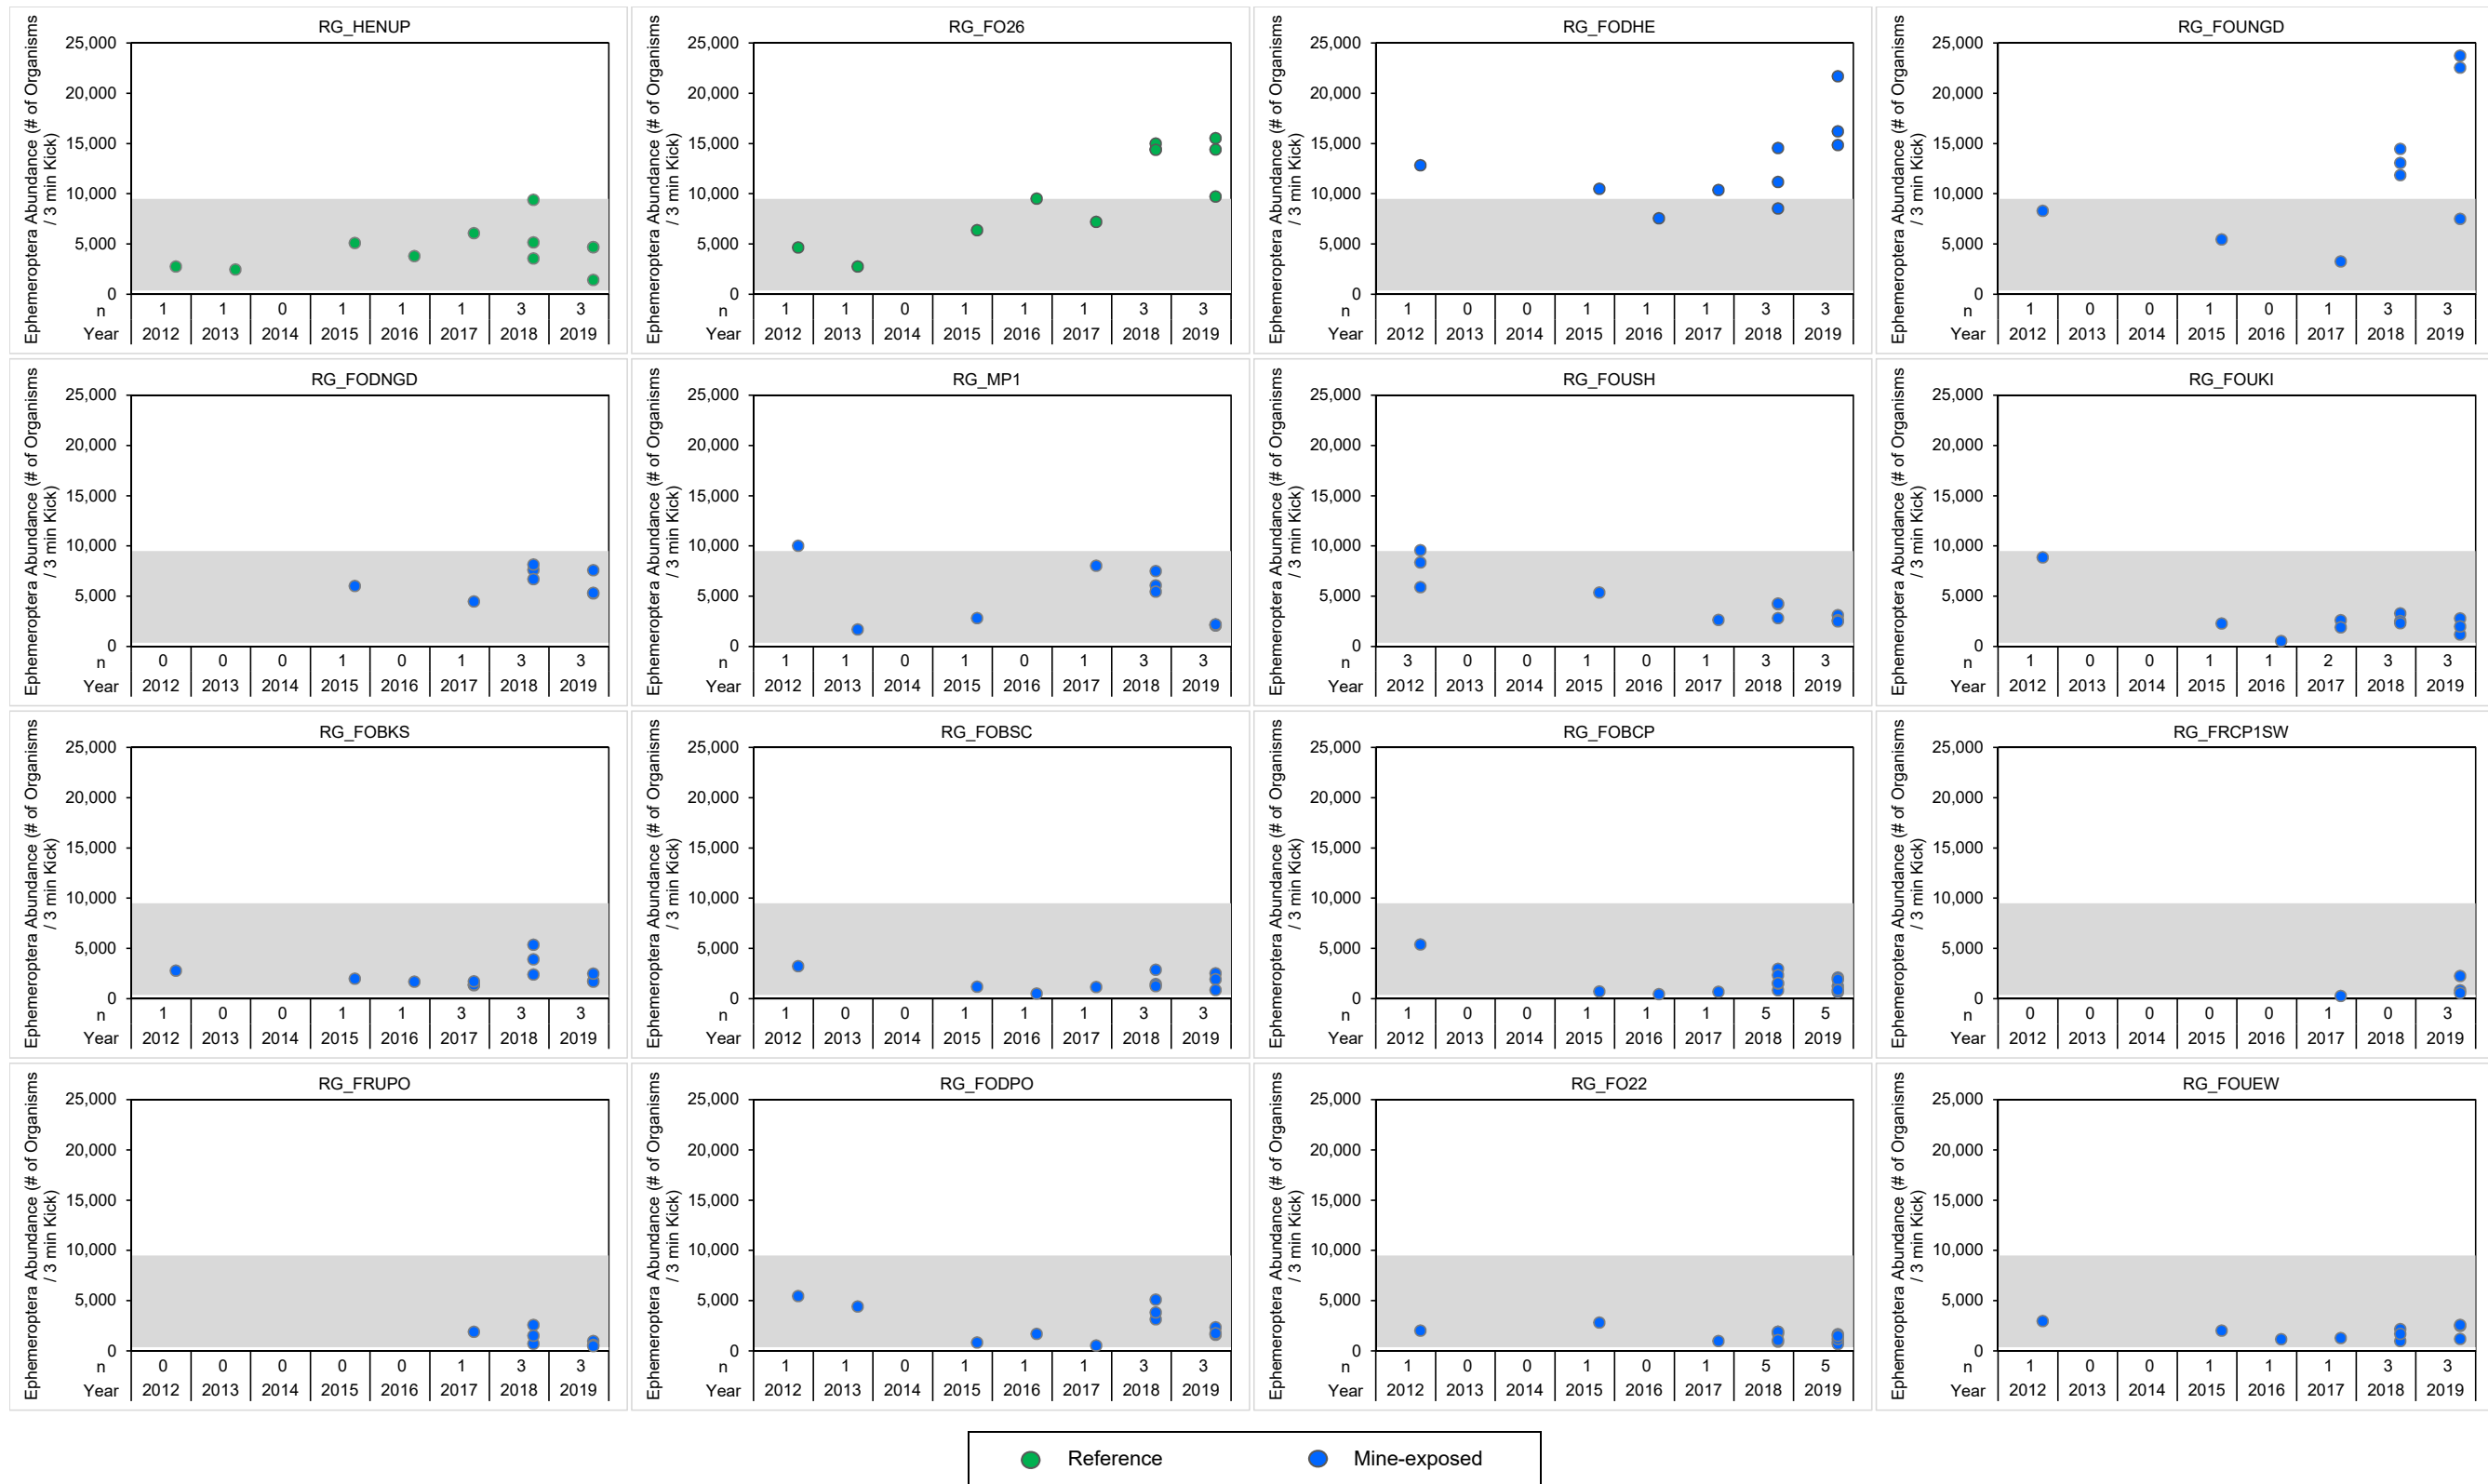 RG_HENUP
Ephemeroptera Abundance (# of Organisms
/ 3 min Kick)
25,000
20,000
15,000
10,000
5,000
0
n 1 1 0 1 1 1 3 3
Year 2012 2013 2014 2015 2016 2017 2018 2019
RG_FO26
Ephemeroptera Abundance (# of Organisms
/ 3 min Kick)
25,000
20,000
15,000
10,000
5,000
0
n 1 1 0 1 1 1 3 3
Year 2012 2013 2014 2015 2016 2017 2018 2019
RG_FODHE
Ephemeroptera Abundance (# of Organisms
/ 3 min Kick)
25,000
20,000
15,000
10,000
5,000
0
n 1 0 0 1 1 1 3 3
Year 2012 2013 2014 2015 2016 2017 2018 2019
RG_FOUNGD
Ephemeroptera Abundance (# of Organisms
/ 3 min Kick)
25,000
20,000
15,000
10,000
5,000
0
n 1 0 0 1 0 1 3 3
Year 2012 2013 2014 2015 2016 2017 2018 2019
RG_FODNGD
Ephemeroptera Abundance (# of Organisms
/ 3 min Kick)
25,000
20,000
15,000
10,000
5,000
0
n 0 0 0 1 0 1 3 3
Year 2012 2013 2014 2015 2016 2017 2018 2019
RG_MP1
Ephemeroptera Abundance (# of Organisms
/ 3 min Kick)
25,000
20,000
15,000
10,000
5,000
0
n 1 1 0 1 0 1 3 3
Year 2012 2013 2014 2015 2016 2017 2018 2019
RG_FOUSH
Ephemeroptera Abundance (# of Organisms
/ 3 min Kick)
25,000
20,000
15,000
10,000
5,000
0
n 3 0 0 1 0 1 3 3
Year 2012 2013 2014 2015 2016 2017 2018 2019
RG_FOUKI
Ephemeroptera Abundance (# of Organisms
/ 3 min Kick)
25,000
20,000
15,000
10,000
5,000
0
n 1 0 0 1 1 2 3 3
Year 2012 2013 2014 2015 2016 2017 2018 2019
RG_FOBKS
Ephemeroptera Abundance (# of Organisms
/ 3 min Kick)
25,000
20,000
15,000
10,000
5,000
0
n 1 0 0 1 1 3 3 3
Year 2012 2013 2014 2015 2016 2017 2018 2019
RG_FOBSC
Ephemeroptera Abundance (# of Organisms
/ 3 min Kick)
25,000
20,000
15,000
10,000
5,000
0
n 1 0 0 1 1 1 3 3
Year 2012 2013 2014 2015 2016 2017 2018 2019
RG_FOBCP
Ephemeroptera Abundance (# of Organisms
/ 3 min Kick)
25,000
20,000
15,000
10,000
5,000
0
n 1 0 0 1 1 1 5 5
Year 2012 2013 2014 2015 2016 2017 2018 2019
RG_FRCP1SW
Ephemeroptera Abundance (# of Organisms
/ 3 min Kick)
25,000
20,000
15,000
10,000
5,000
0
n 0 0 0 0 0 1 0 3
Year 2012 2013 2014 2015 2016 2017 2018 2019
RG_FRUPO
Ephemeroptera Abundance (# of Organisms
/ 3 min Kick)
25,000
20,000
15,000
10,000
5,000
0
n 0 0 0 0 0 1 3 3
Year 2012 2013 2014 2015 2016 2017 2018 2019
RG_FODPO
Ephemeroptera Abundance (# of Organisms
/ 3 min Kick)
25,000
20,000
15,000
10,000
5,000
0
n 1 1 0 1 1 1 3 3
Year 2012 2013 2014 2015 2016 2017 2018 2019
RG_FO22
Ephemeroptera Abundance (# of Organisms
/ 3 min Kick)
25,000
20,000
15,000
10,000
5,000
0
n 1 0 0 1 0 1 5 5
Year 2012 2013 2014 2015 2016 2017 2018 2019
RG_FOUEW
Ephemeroptera Abundance (# of Organisms
/ 3 min Kick)
25,000
20,000
15,000
10,000
5,000
0
n 1 0 0 1 1 1 3 3
Year 2012 2013 2014 2015 2016 2017 2018 2019
Reference Mine-exposed